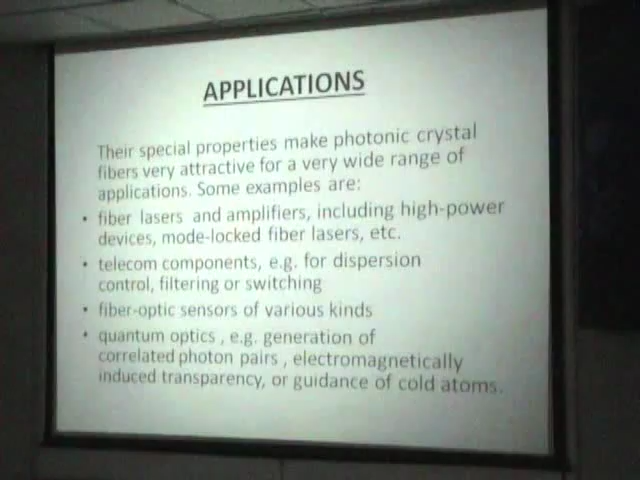 APPLICATIONS
Their special properties make photonic crystal
fibers very attractive for a very wide range of
applications. Some examples are:
• fiber lasers and amplifiers, including high-power
devices, mode-locked fiber lasers, etc.
• telecom components, e.g. for dispersion
control, filtering or switching
• fiber-optic sensors of various kinds
• quantum optics , e.g. generation of
correlated photon pairs , electromagnetically
induced transparency, or guidance of cold atoms.